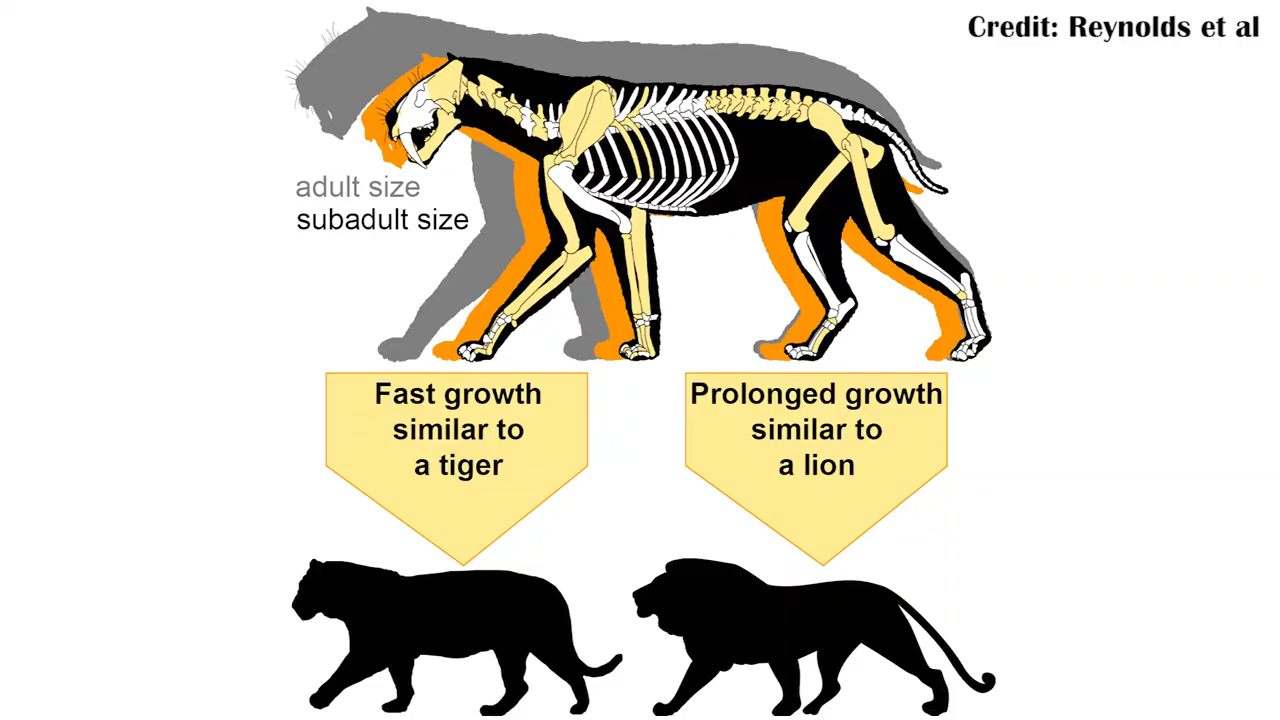 Credit: Reynolds et al
adult size
subadult size
Fast growth
similar to
a tiger
Prolonged growth
similar to
a lion